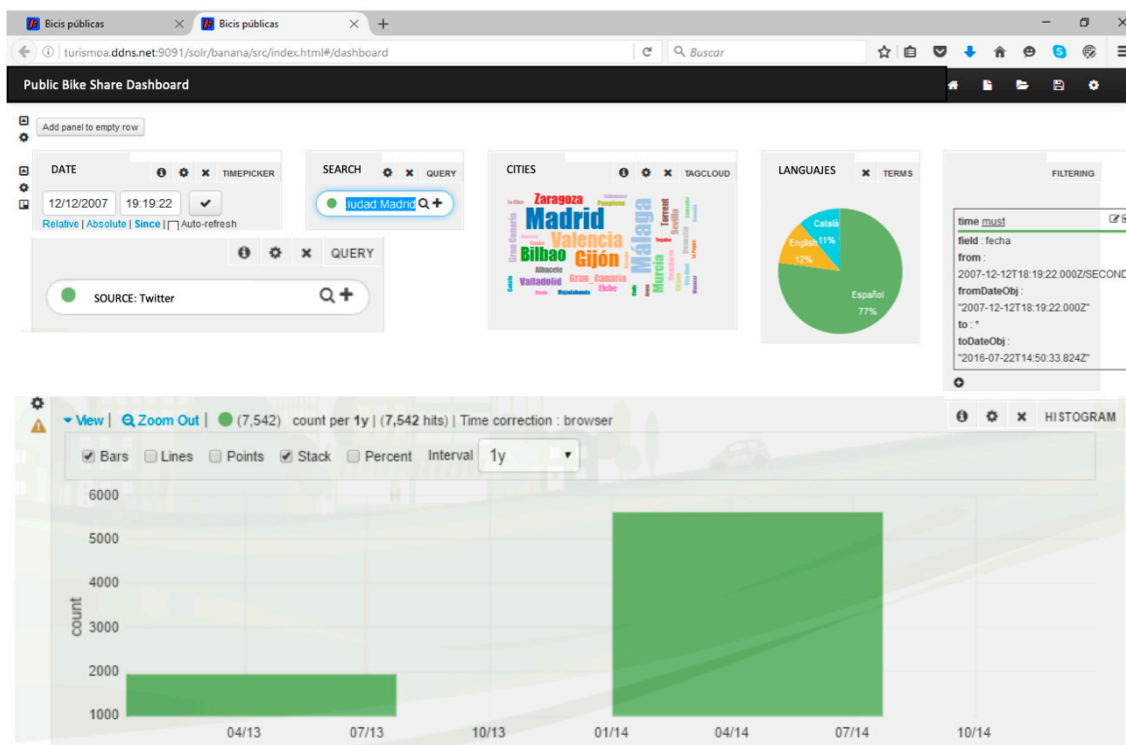 Bicis públicas
Bicis públicas
turismoa.ddns.net:9091/solr/banana/src/index.html#/dashboard
Buscar
Public Bike Share Dashboard
Add panel to empty row
DATE
TIMEPICKER
SEARCH
QUERY
CITIES
TAGCLOUD
LANGUAJES
TERMS
FILTERING
12/12/2007
19:19:22
Relative | Absolute | Since | Auto-refresh
ciudad:Madrid
QUERY
SOURCE: Twitter
Zaragoza
Pamplona
Madrid
Gran Canaria
Valencia
Bilbao
Gijón
Málaga
Torrent
Sevilla
Murcia
Albacete
Valladolid
Gran Canaria
Elche
Majadahonda
Català
11%
English
12%
Español
77%
time must
field : fecha
from :
2007-12-12T18:19:22.000Z/SECOND
fromDateObj :
"2007-12-12T18:19:22.000Z"
to : *
toDateObj :
"2016-07-22T14:50:33.824Z"
View | Zoom Out | (7,542) count per 1y | (7,542 hits) | Time correction : browser
HISTOGRAM
Bars Lines Points Stack Percent Interval 1y
6000
5000
4000
3000
2000
1000
count
04/13 07/13 10/13 01/14 04/14 07/14 10/14